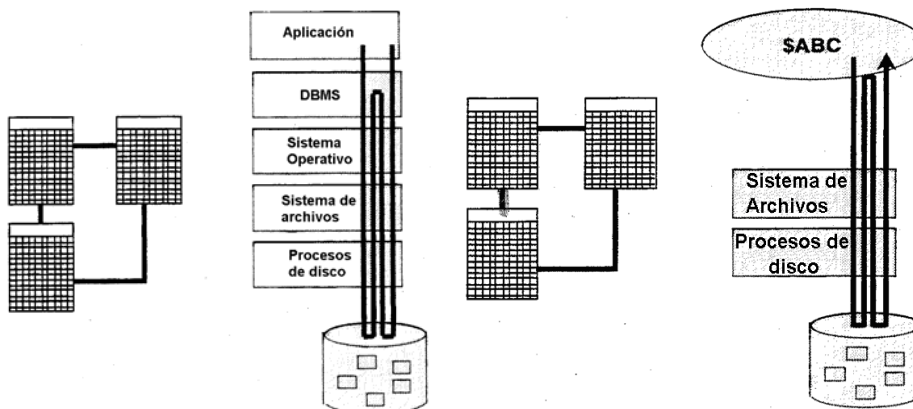 Aplicación
DBMS
Sistema
Operativo
Sistema de
archivos
Procesos
de disco
$ABC
Sistema de
Archivos
Procesos de
disco